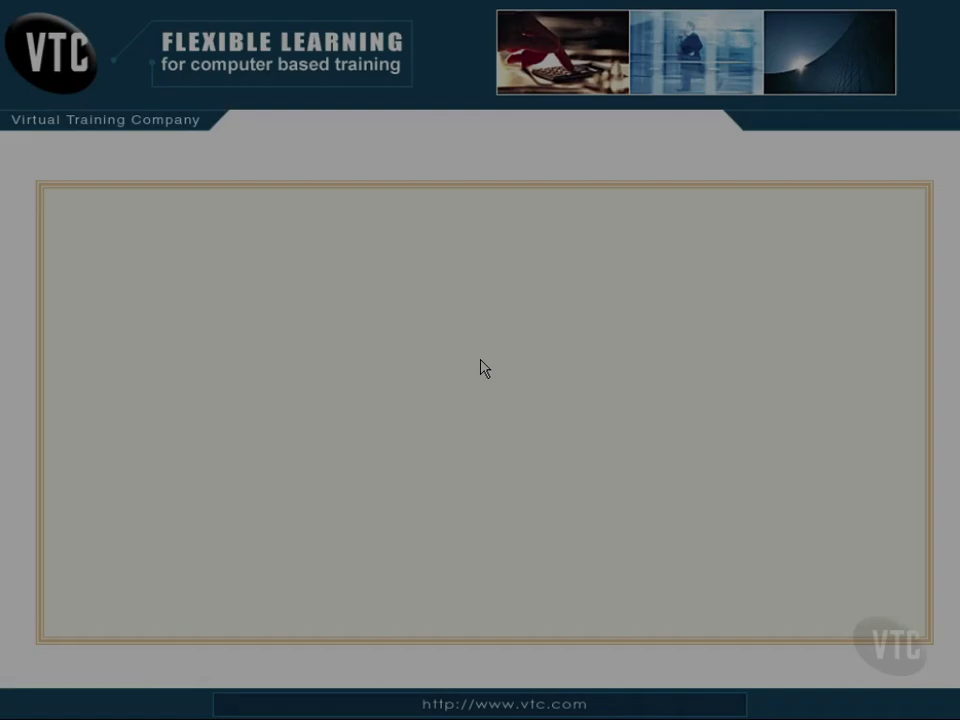 VTC
FLEXIBLE LEARNING
for computer based training
Virtual Training Company
VTC
http://www.vtc.com